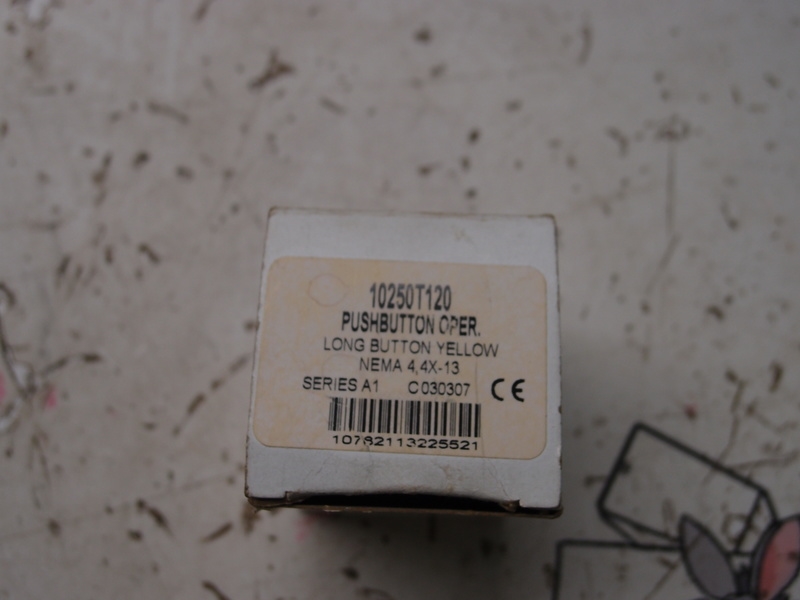 10250T120
PUSHBUTTON OPER.
LONG BUTTON YELLOW
NEMA 4,4X-13
SERIES A1 C030307 CE
10782113225521